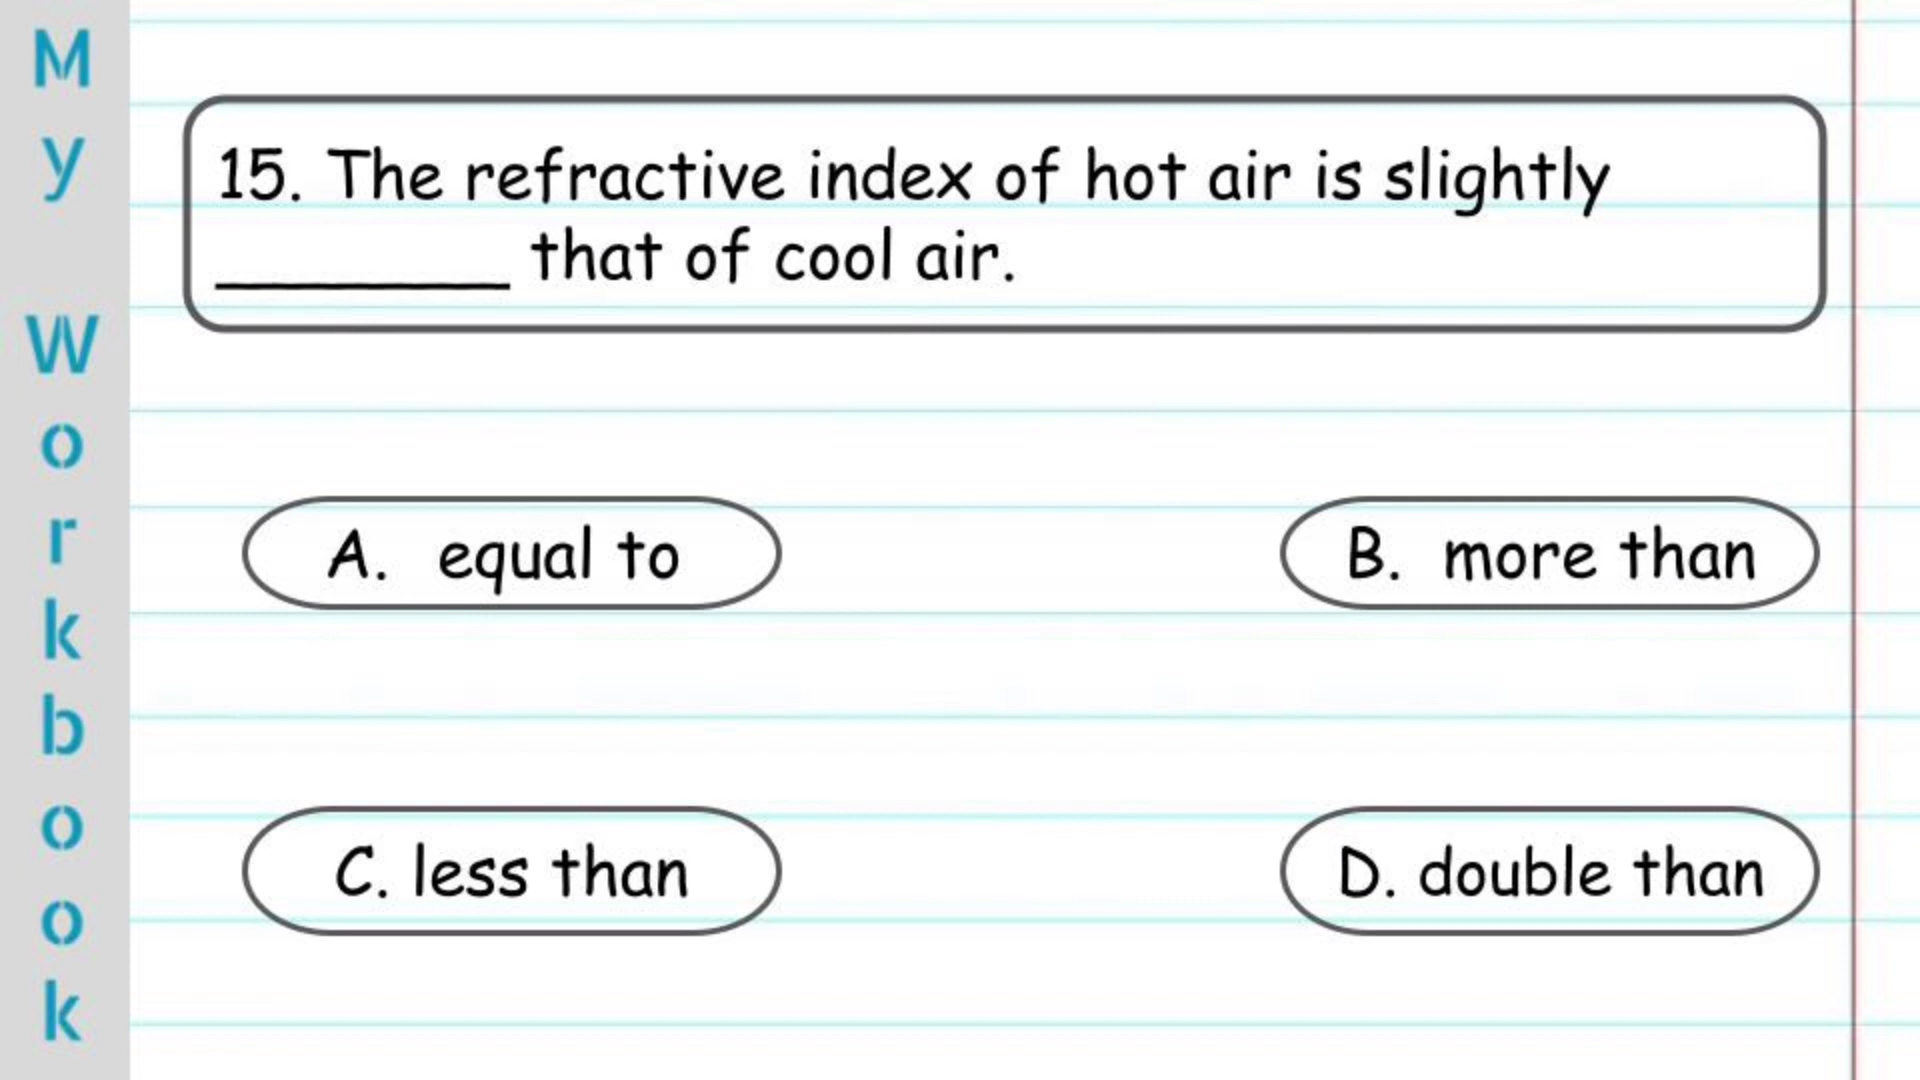 My Workbook
15. The refractive index of hot air is slightly
________ that of cool air.
A. equal to
B. more than
C. less than
D. double than